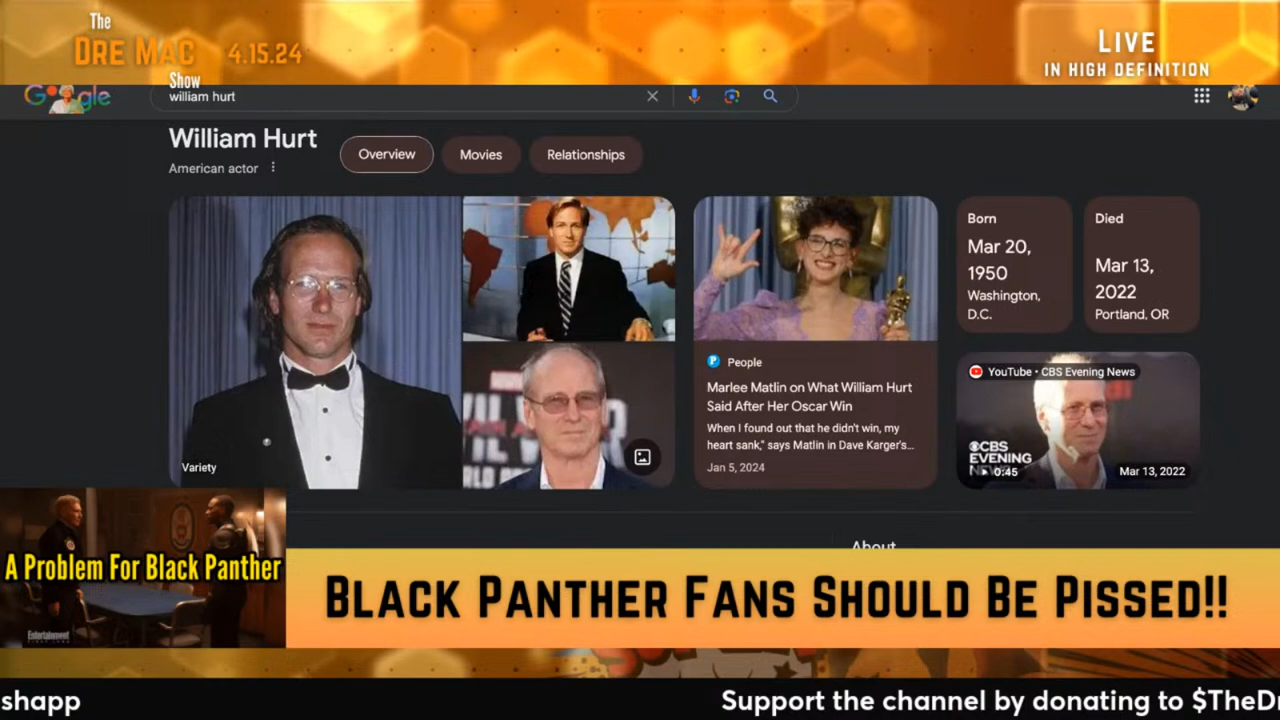 The
DRE MAC 4.15.24
Show
LIVE
IN HIGH DEFINITION
Google
william hurt
William Hurt
American actor
Overview
Movies
Relationships
Variety
People
Marlee Matlin on What William Hurt
Said After Her Oscar Win
When I found out that he didn't win, my
heart sank," says Matlin in Dave Karger's...
Jan 5, 2024
Born
Mar 20,
1950
Washington,
D.C.
Died
Mar 13,
2022
Portland, OR
YouTube • CBS Evening News
CBS
EVENING
NEWS
0:45
Mar 13, 2022
About
A Problem For Black Panther
Entertainment
BLACK PANTHER FANS SHOULD BE PISSED!!
shapp
Support the channel by donating to $TheDr